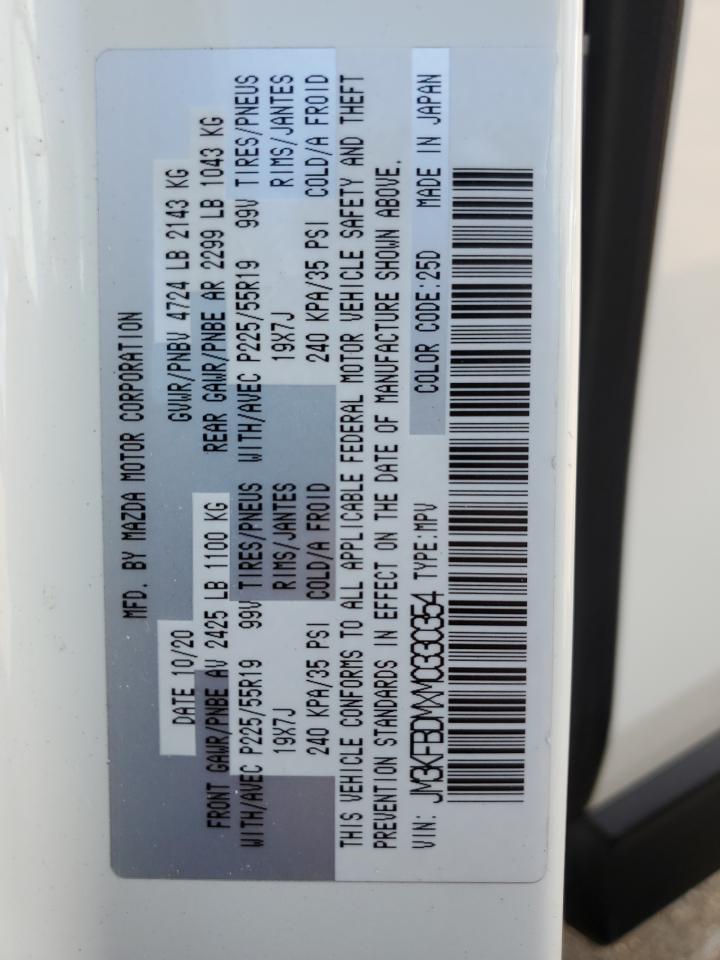 MFD. BY MAZDA MOTOR CORPORATION
DATE 10/20 GVWR/PNBV 4724 LB 2143 KG
FRONT GAWR/PNBE AV 2425 LB 1100 KG REAR GAWR/PNBE AR 2299 LB 1043 KG
WITH/AVEC P225/55R19 99V TIRES/PNEUS WITH/AVEC P225/55R19 99V TIRES/PNEUS
19X7J RIMS/JANTES 19X7J RIMS/JANTES
240 KPA/35 PSI COLD/A FROID 240 KPA/35 PSI COLD/A FROID
THIS VEHICLE CONFORMS TO ALL APPLICABLE FEDERAL MOTOR VEHICLE SAFETY AND THEFT
PREVENTION STANDARDS IN EFFECT ON THE DATE OF MANUFACTURE SHOWN ABOVE.
VIN: JM3KFBDMXM0330354 TYPE:MPV COLOR CODE:25D MADE IN JAPAN